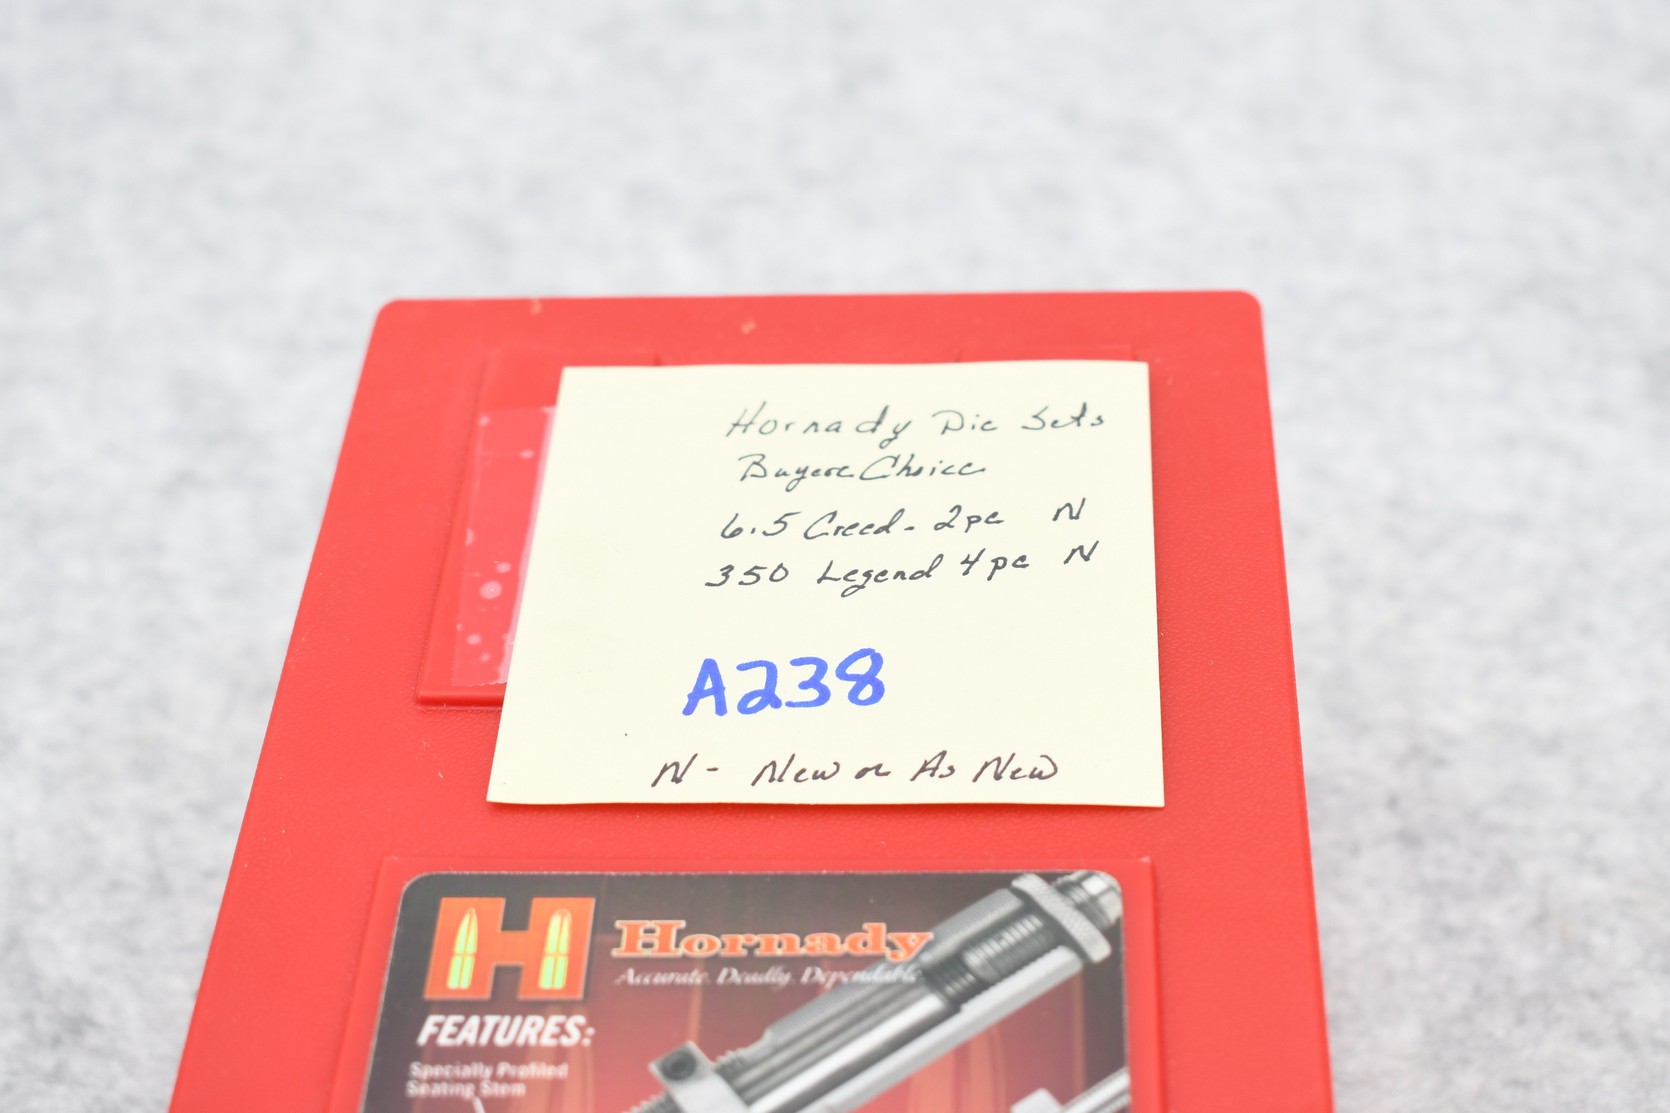 Hornady Die Sets
Buyers Choice
6.5 Creed - 2pc N
350 Legend 4pc N
A238
N - New or As New
H Hornady
Accurate. Deadly. Dependable.
FEATURES:
Specially Profiled
Seating Stem